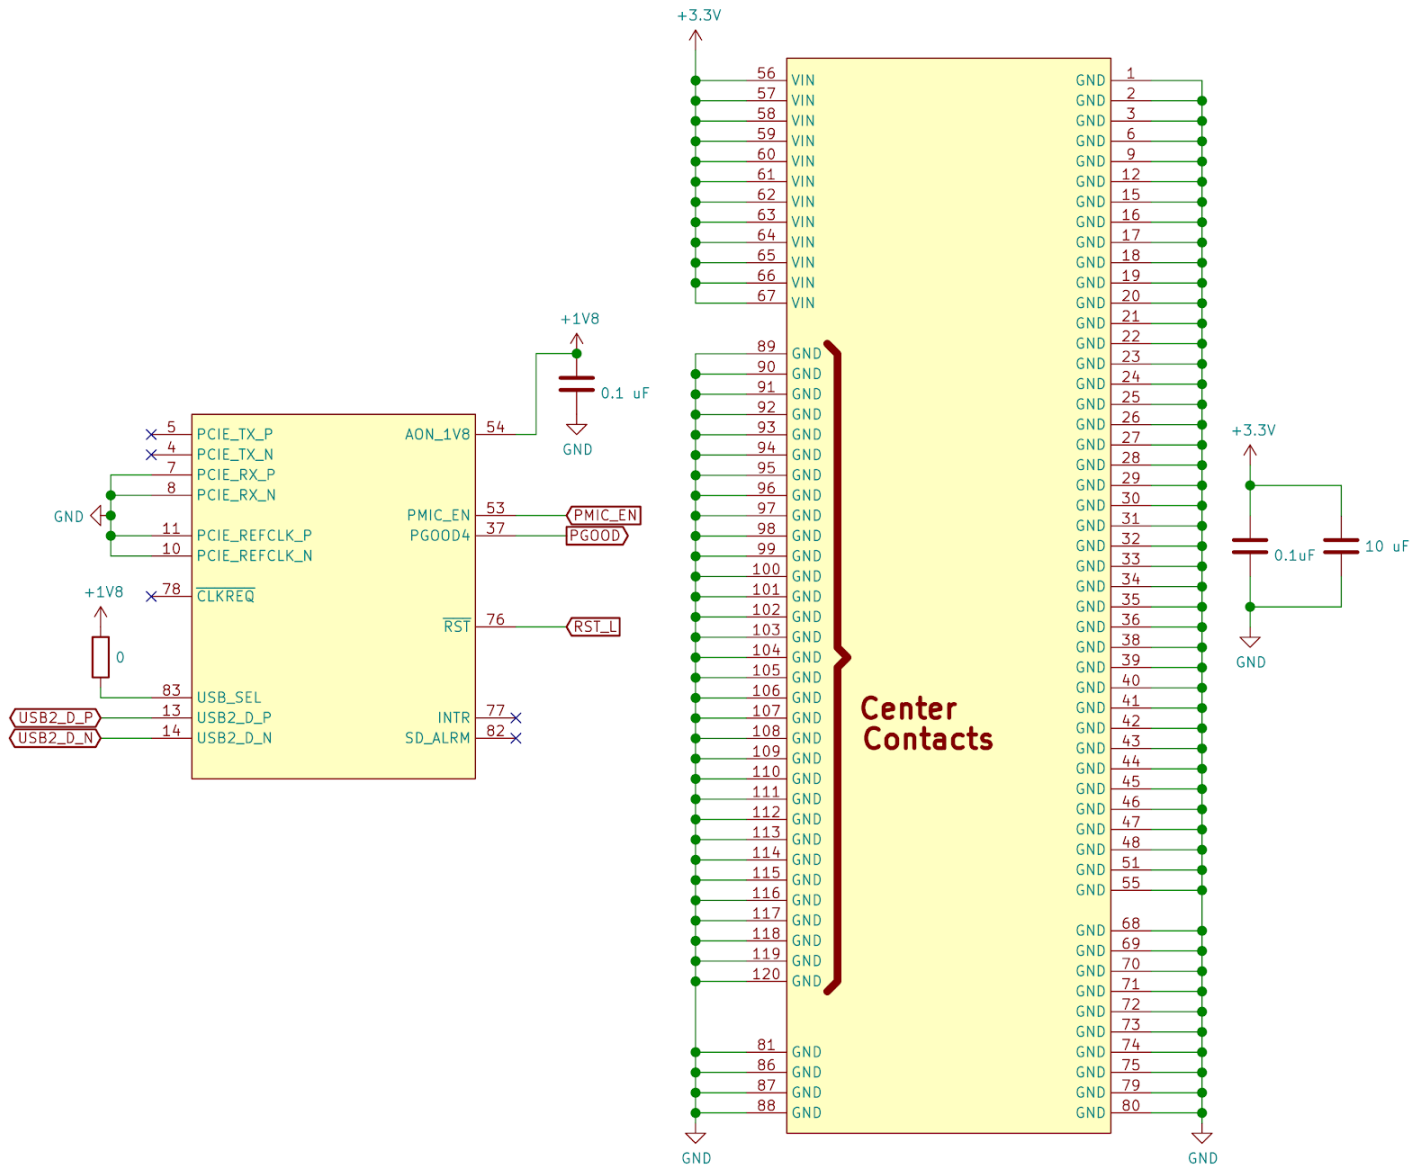 +3.3V
56 VIN GND 1
57 VIN GND 2
58 VIN GND 3
59 VIN GND 6
60 VIN GND 9
61 VIN GND 12
62 VIN GND 15
63 VIN GND 16
64 VIN GND 17
65 VIN GND 18
66 VIN GND 19
67 VIN GND 20
GND 21
GND 22
89 GND GND 23
90 GND GND 24
91 GND GND 25
92 GND GND 26
93 GND GND 27
94 GND GND 28
95 GND GND 29
96 GND GND 30
97 GND GND 31
98 GND GND 32
99 GND GND 33
100 GND GND 34
101 GND GND 35
102 GND GND 36
103 GND GND 38
104 GND GND 39
105 GND GND 40
106 GND GND 41
107 GND GND 42
108 GND GND 43
109 GND GND 44
110 GND GND 45
111 GND GND 46
112 GND GND 47
113 GND GND 48
114 GND GND 51
115 GND GND 55
116 GND
117 GND GND 68
118 GND GND 69
119 GND GND 70
120 GND GND 71
GND 72
GND 73
81 GND GND 74
86 GND GND 75
87 GND GND 79
88 GND GND 80
GND
GND
Center
Contacts
+1V8
0.1 uF
GND
5 PCIE_TX_P AON_1V8 54
4 PCIE_TX_N
7 PCIE_RX_P
8 PCIE_RX_N
GND
PMIC_EN 53 PMIC_EN
11 PCIE_REFCLK_P PGOOD4 37 PGOOD
10 PCIE_REFCLK_N
78 CLKREQ
+1V8
0
RST 76 RST_L
83 USB_SEL
USB2_D_P 13 USB2_D_P INTR 77
USB2_D_N 14 USB2_D_N SD_ALRM 82
+3.3V
0.1uF
10 uF
GND